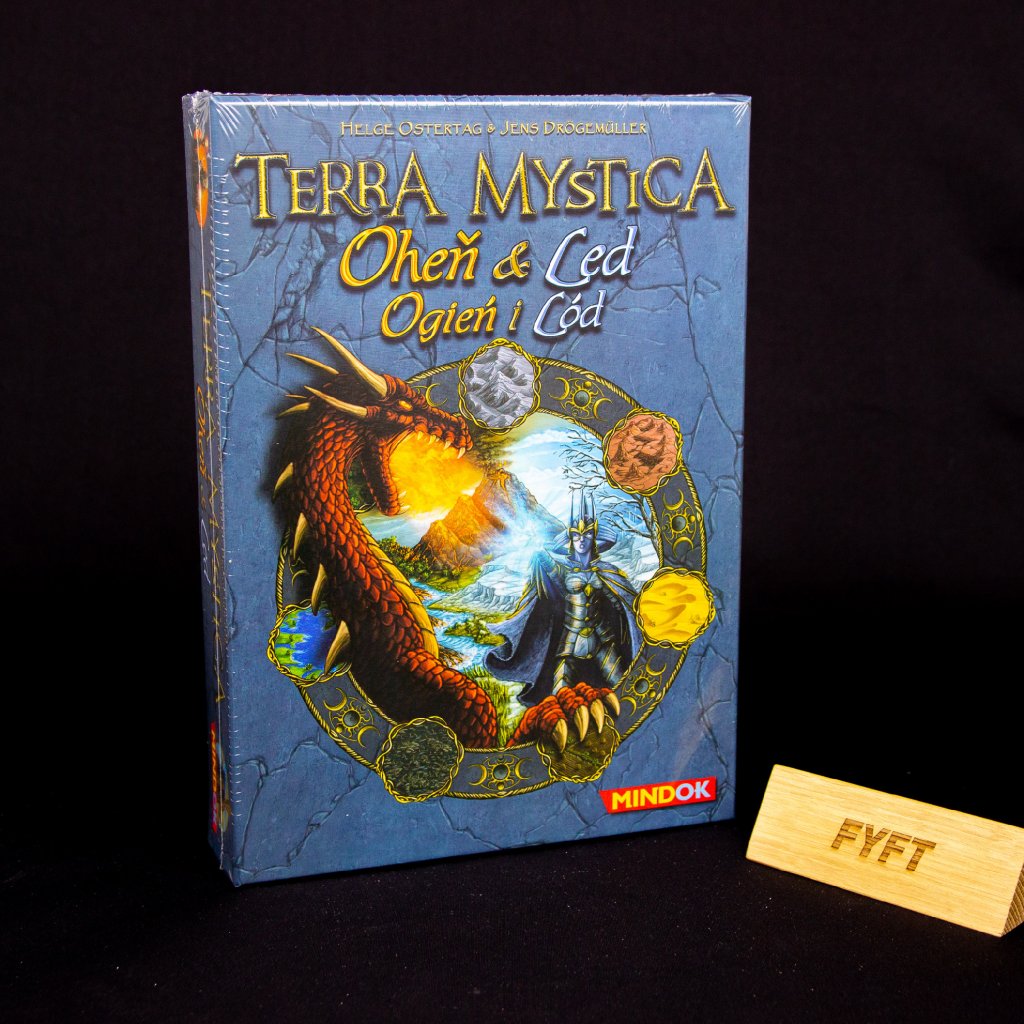 HELGE OSTERTAG & JENS DRÖGEMÜLLER
TERRA MYSTICA
Oheň & Led
Ogień i Lód
MINDOK
FYFT